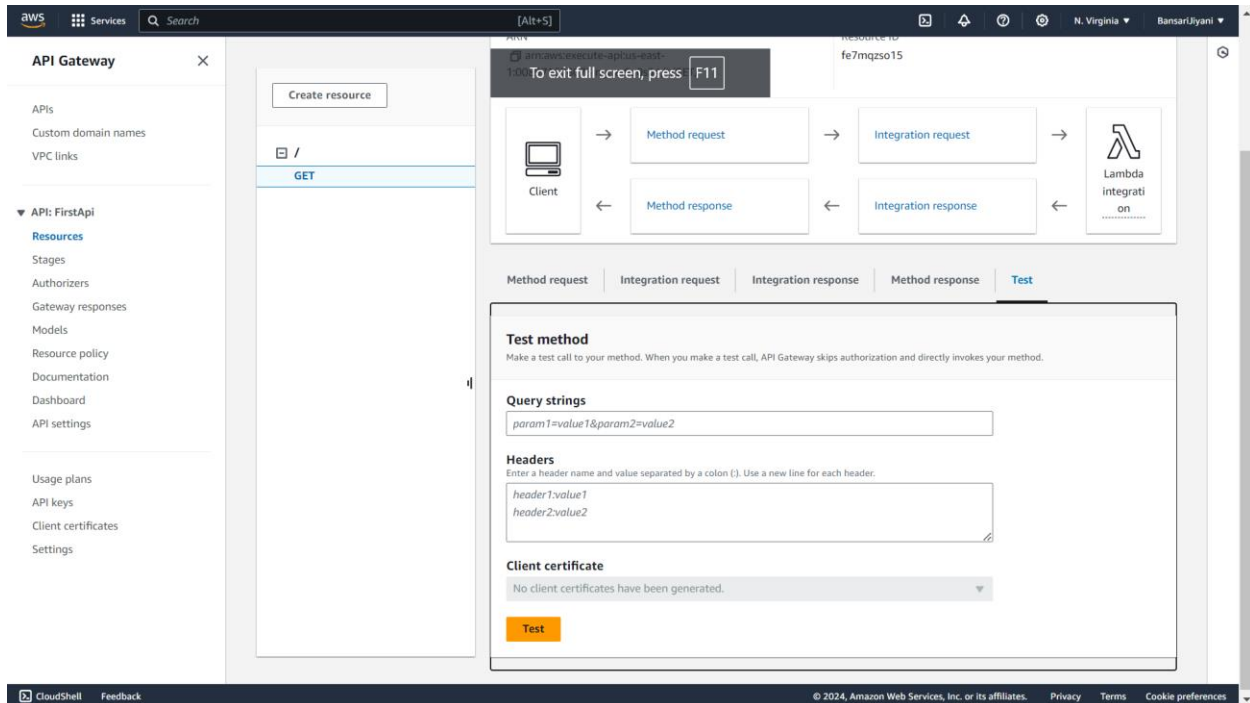 aws
Services
Search
[Alt+S]
N. Virginia ▼
BansariJiyani ▼
API Gateway
APIs
Custom domain names
VPC links
▼ API: FirstApi
Resources
Stages
Authorizers
Gateway responses
Models
Resource policy
Documentation
Dashboard
API settings
Usage plans
API keys
Client certificates
Settings
Create resource
/
GET
ARN
Resource ID
fe7mqzso15
To exit full screen, press F11
Client
Method request
Integration request
Method response
Integration response
Lambda
integrati
on
Method request
Integration request
Integration response
Method response
Test
Test method
Make a test call to your method. When you make a test call, API Gateway skips authorization and directly invokes your method.
Query strings
param1=value1&param2=value2
Headers
Enter a header name and value separated by a colon (:). Use a new line for each header.
header1:value1
header2:value2
Client certificate
No client certificates have been generated.
Test
CloudShell Feedback
© 2024, Amazon Web Services, Inc. or its affiliates. Privacy Terms Cookie preferences